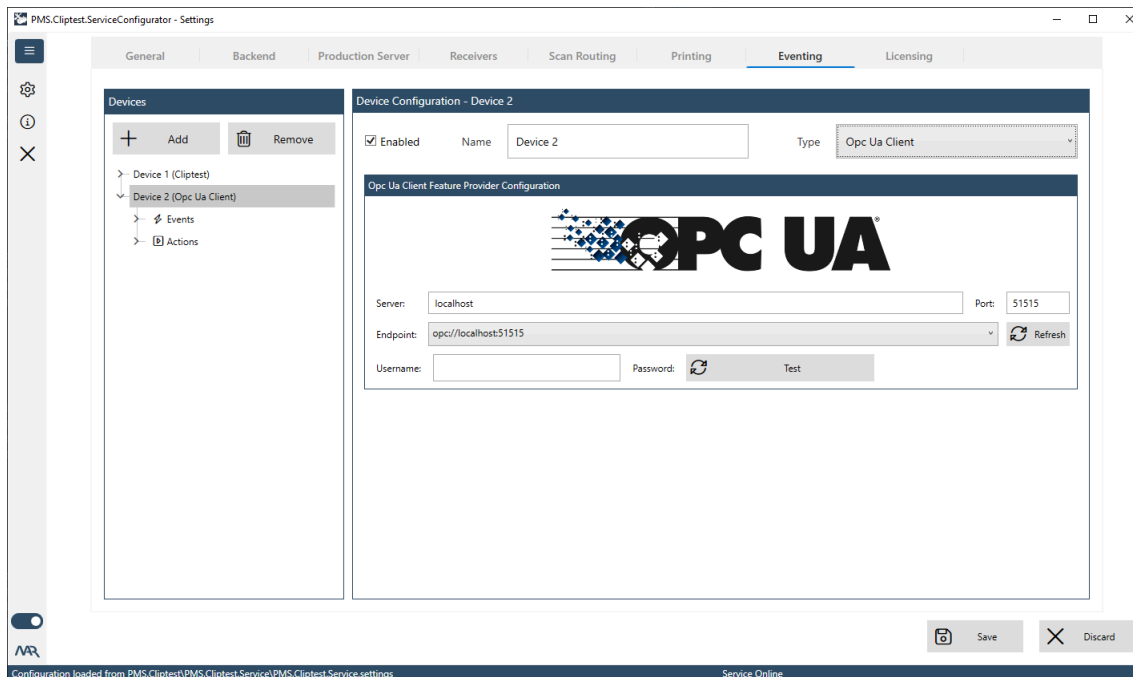 PMS.Cliptest.ServiceConfigurator - Settings
General Backend Production Server Receivers Scan Routing Printing Eventing Licensing
Devices
Add Remove
Device 1 (Cliptest)
Device 2 (Opc Ua Client)
Events
Actions
Device Configuration - Device 2
Enabled Name Device 2 Type Opc Ua Client
Opc Ua Client Feature Provider Configuration
OPC UA®
Server: localhost Port: 51515
Endpoint: opc://localhost:51515 Refresh
Username: Password: Test
Save Discard
Configuration loaded from PMS.Cliptest\PMS.Cliptest.Service\PMS.Cliptest.Service.settings Service Online